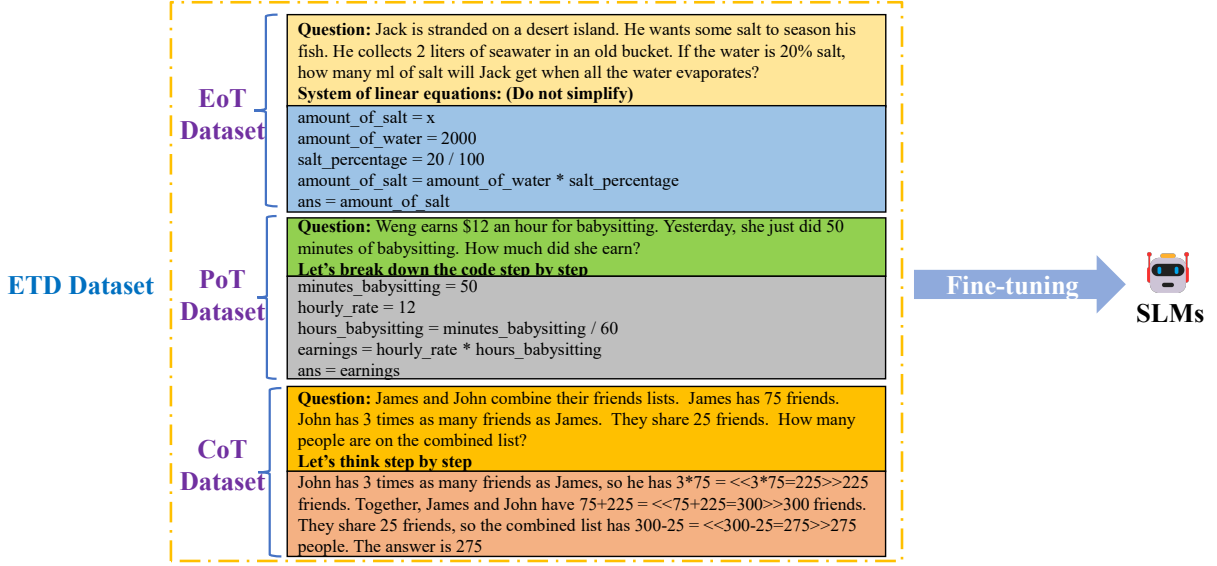 ETD Dataset
EoT
Dataset
Question: Jack is stranded on a desert island. He wants some salt to season his
fish. He collects 2 liters of seawater in an old bucket. If the water is 20% salt,
how many ml of salt will Jack get when all the water evaporates?
System of linear equations: (Do not simplify)
amount_of_salt = x
amount_of_water = 2000
salt_percentage = 20 / 100
amount_of_salt = amount_of_water * salt_percentage
ans = amount_of_salt
PoT
Dataset
Question: Weng earns $12 an hour for babysitting. Yesterday, she just did 50
minutes of babysitting. How much did she earn?
Let's break down the code step by step
minutes_babysitting = 50
hourly_rate = 12
hours_babysitting = minutes_babysitting / 60
earnings = hourly_rate * hours_babysitting
ans = earnings
CoT
Dataset
Question: James and John combine their friends lists. James has 75 friends.
John has 3 times as many friends as James. They share 25 friends. How many
people are on the combined list?
Let's think step by step
John has 3 times as many friends as James, so he has 3*75 = <<3*75=225>>225
friends. Together, James and John have 75+225 = <<75+225=300>>300 friends.
They share 25 friends, so the combined list has 300-25 = <<300-25=275>>275
people. The answer is 275
Fine-tuning
SLMs